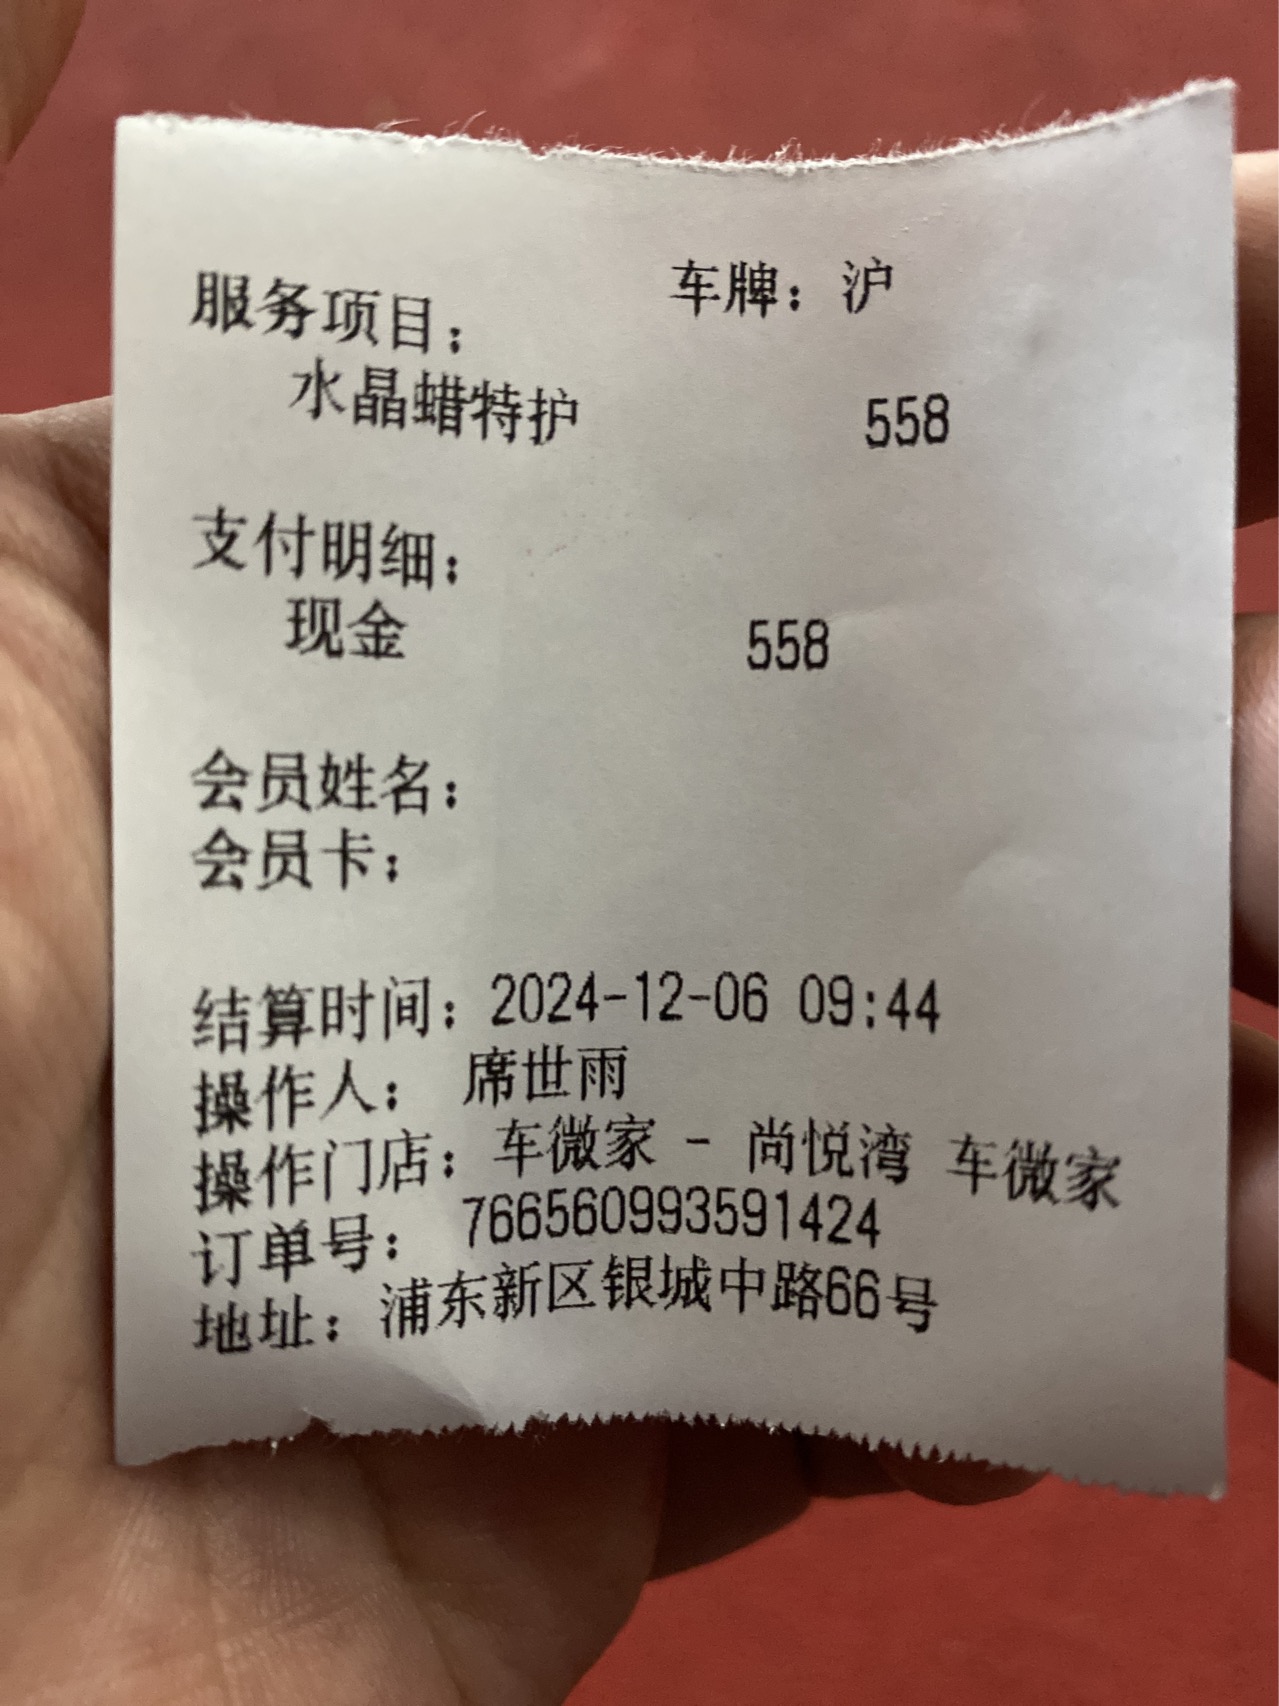 车牌：沪
服务项目：
水晶蜡特护 558
支付明细：
现金 558
会员姓名：
会员卡：
结算时间：2024-12-06 09:44
操作人： 席世雨
操作门店：车微家 - 尚悦湾 车微家
订单号： 766560993591424
地址：浦东新区银城中路66号